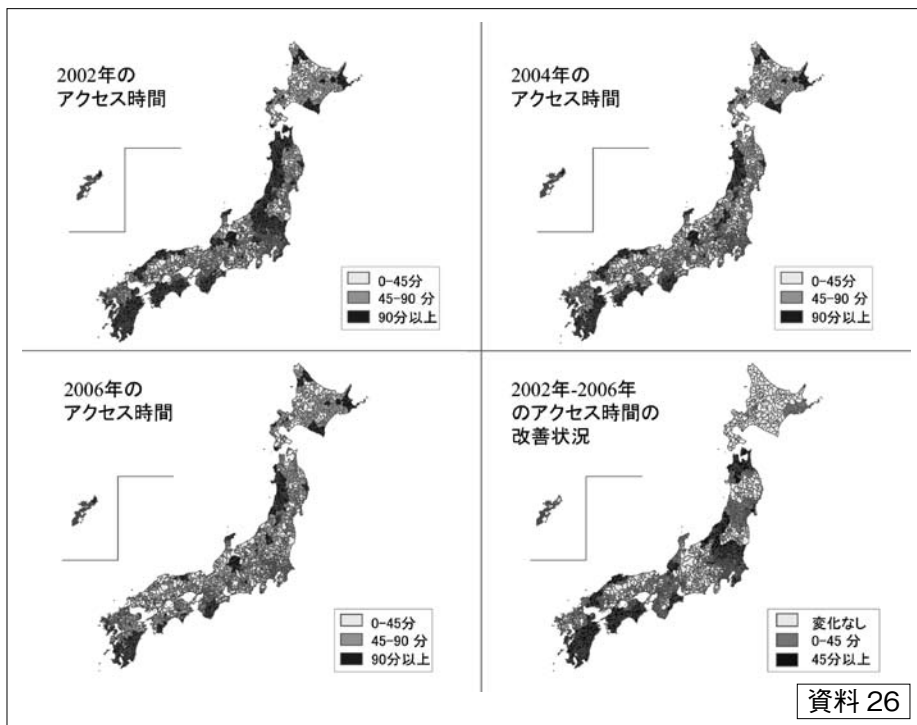 2002年の
アクセス時間
0-45分
45-90 分
90分以上
2004年の
アクセス時間
0-45分
45-90 分
90分以上
2006年の
アクセス時間
0-45分
45-90 分
90分以上
2002年-2006年
のアクセス時間の
改善状況
変化なし
0-45 分
45分以上
資料 26